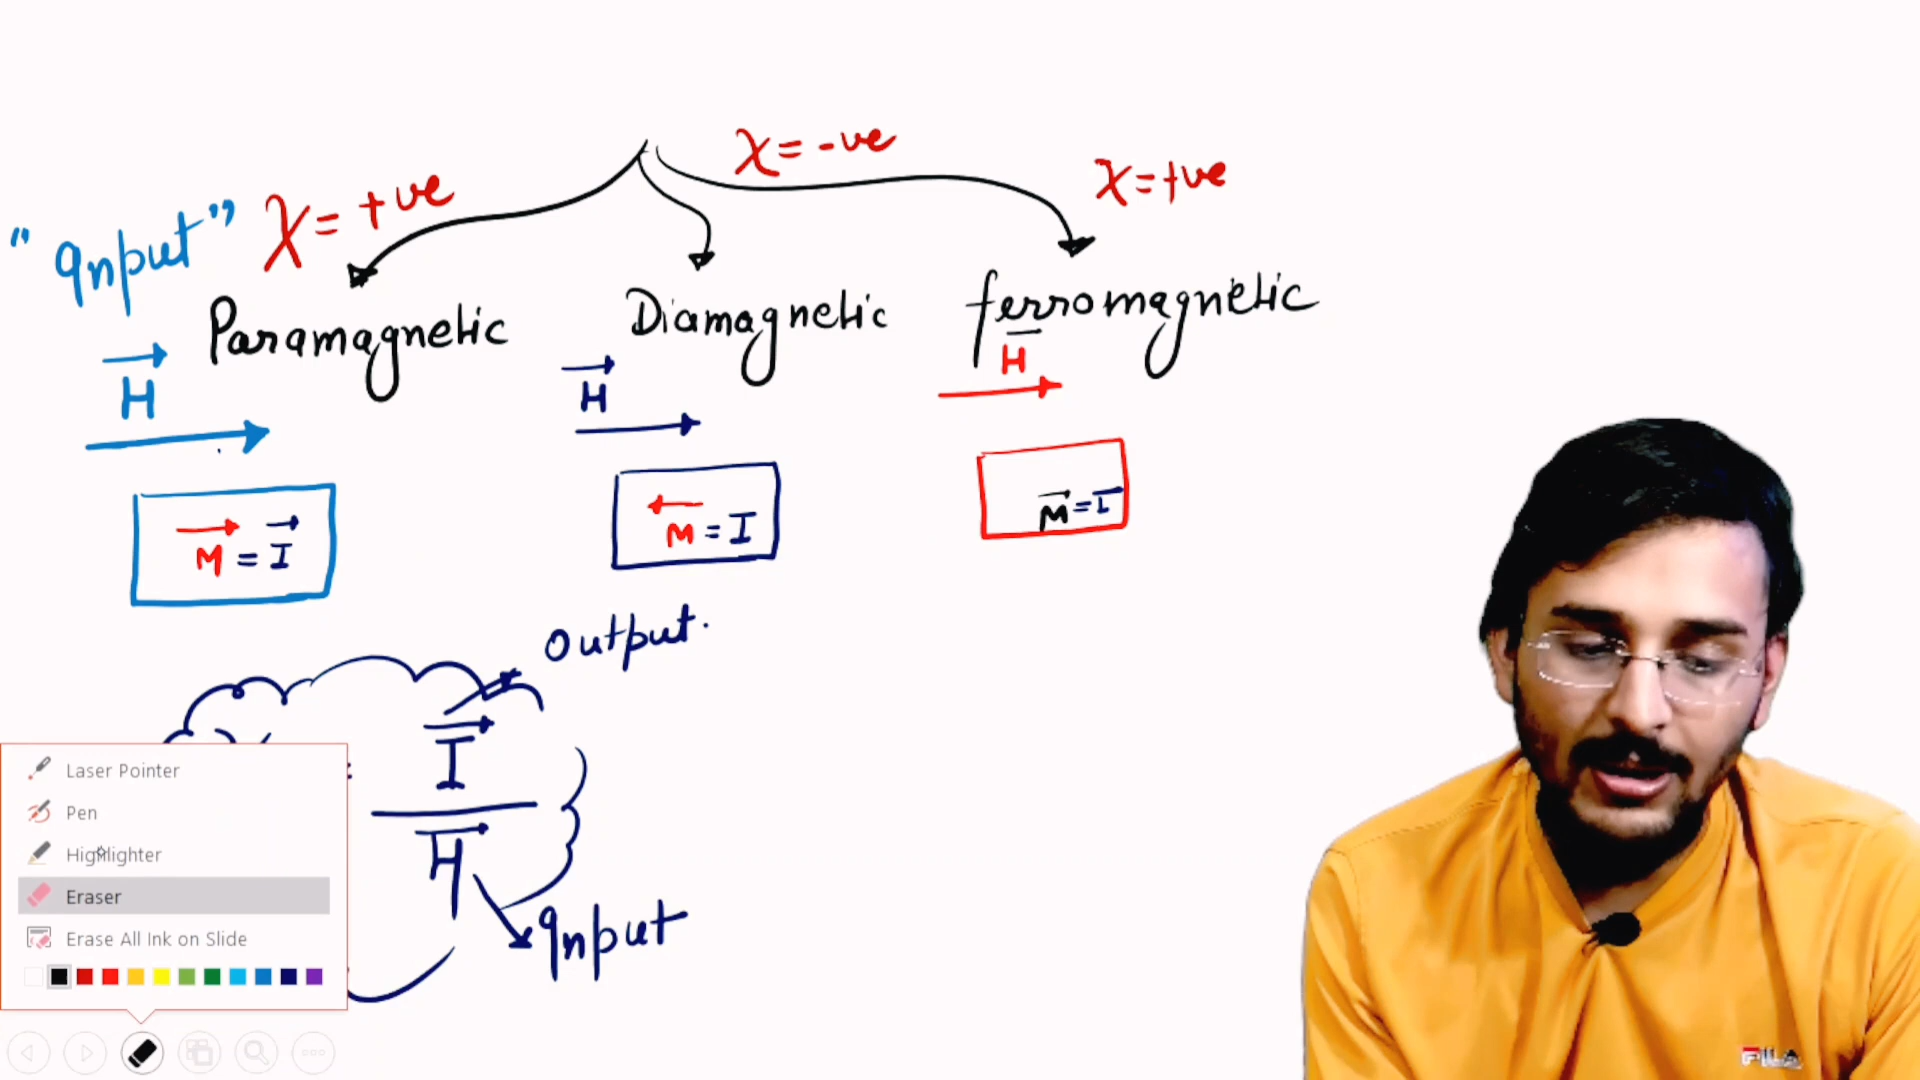 χ = -ve
χ = +ve
χ = +ve
"Input"
Paramagnetic
Diamagnetic
ferromagnetic
H
H
H
M = I
M = I
M = I
Output.
=
I
H
Input
Laser Pointer
Pen
Highlighter
Eraser
Erase All Ink on Slide
FILA